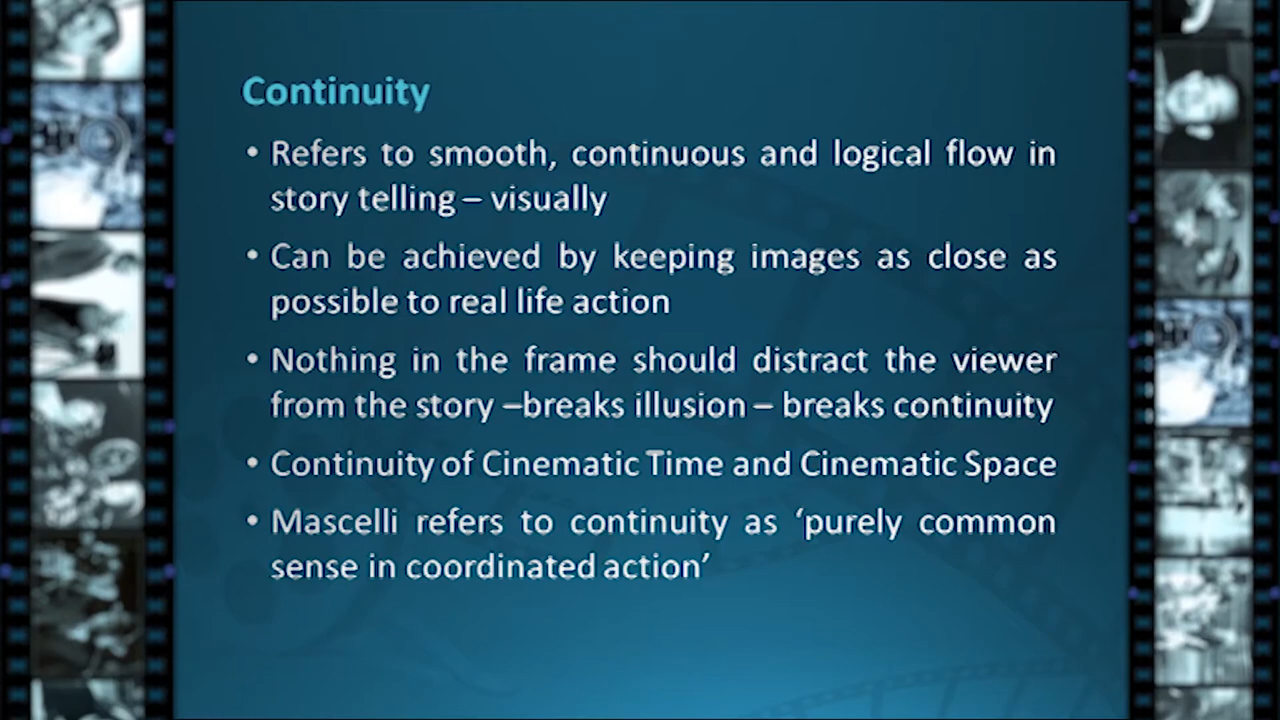 Continuity
• Refers to smooth, continuous and logical flow in
story telling – visually
• Can be achieved by keeping images as close as
possible to real life action
• Nothing in the frame should distract the viewer
from the story –breaks illusion – breaks continuity
• Continuity of Cinematic Time and Cinematic Space
• Mascelli refers to continuity as ‘purely common
sense in coordinated action’